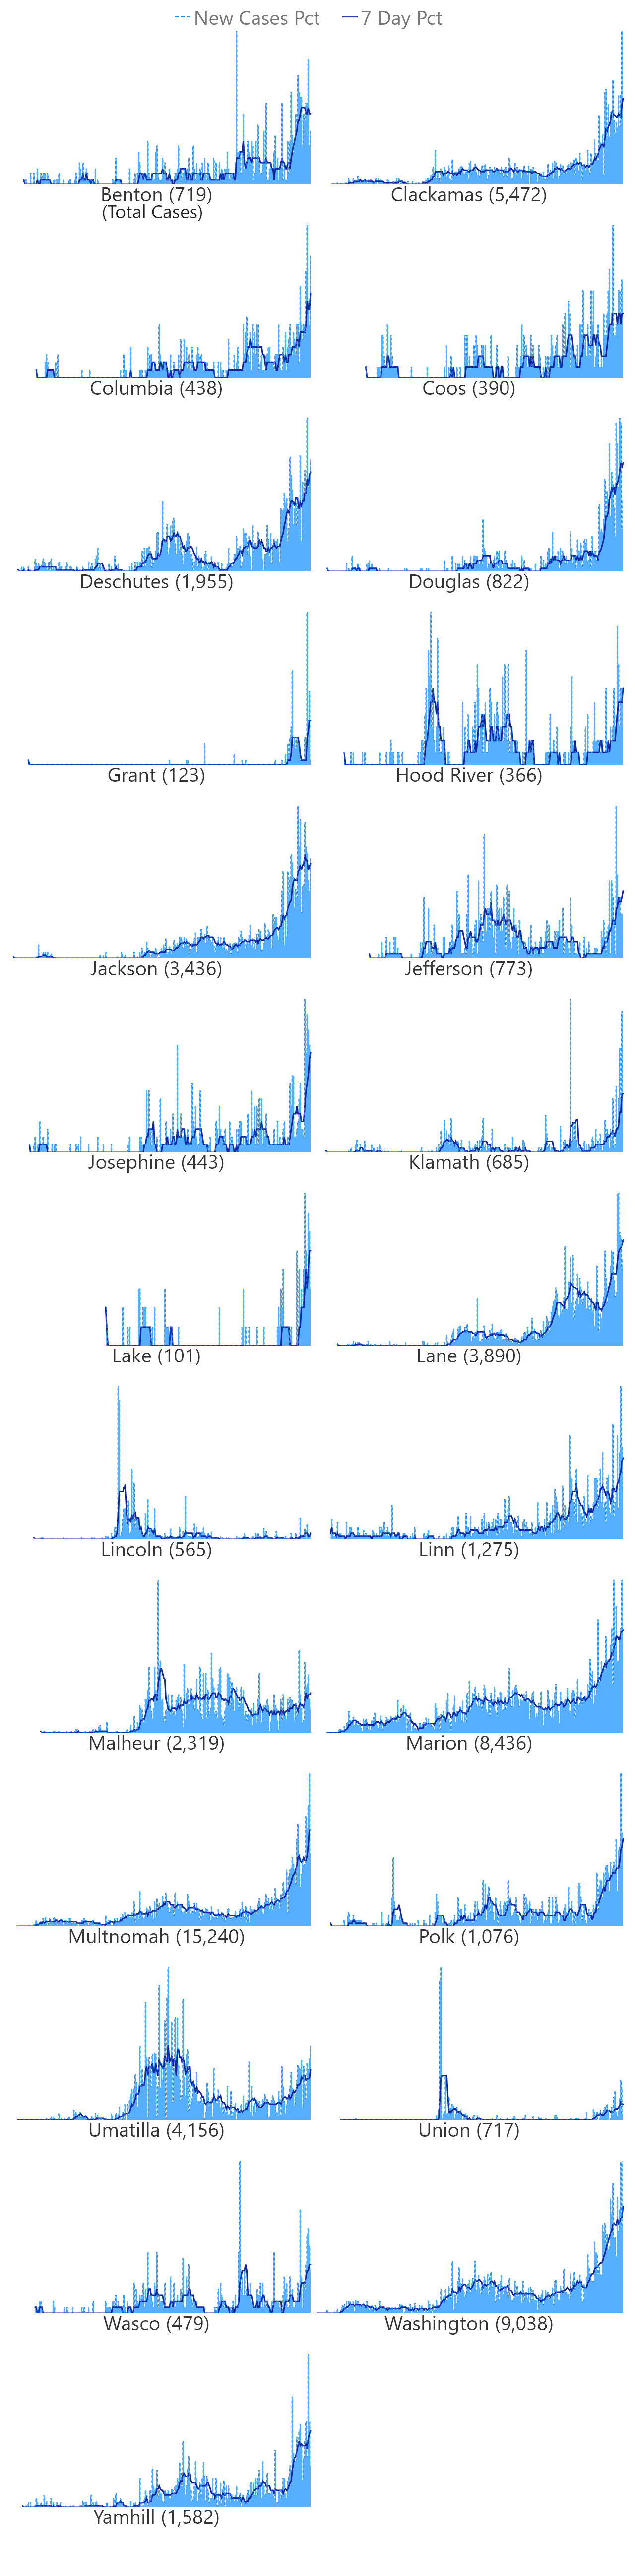 New Cases Pct 7 Day Pct
Benton (719) Clackamas (5,472)
(Total Cases)
Columbia (438) Coos (390)
Deschutes (1,955) Douglas (822)
Grant (123) Hood River (366)
Jackson (3,436) Jefferson (773)
Josephine (443) Klamath (685)
Lake (101) Lane (3,890)
Lincoln (565) Linn (1,275)
Malheur (2,319) Marion (8,436)
Multnomah (15,240) Polk (1,076)
Umatilla (4,156) Union (717)
Wasco (479) Washington (9,038)
Yamhill (1,582)